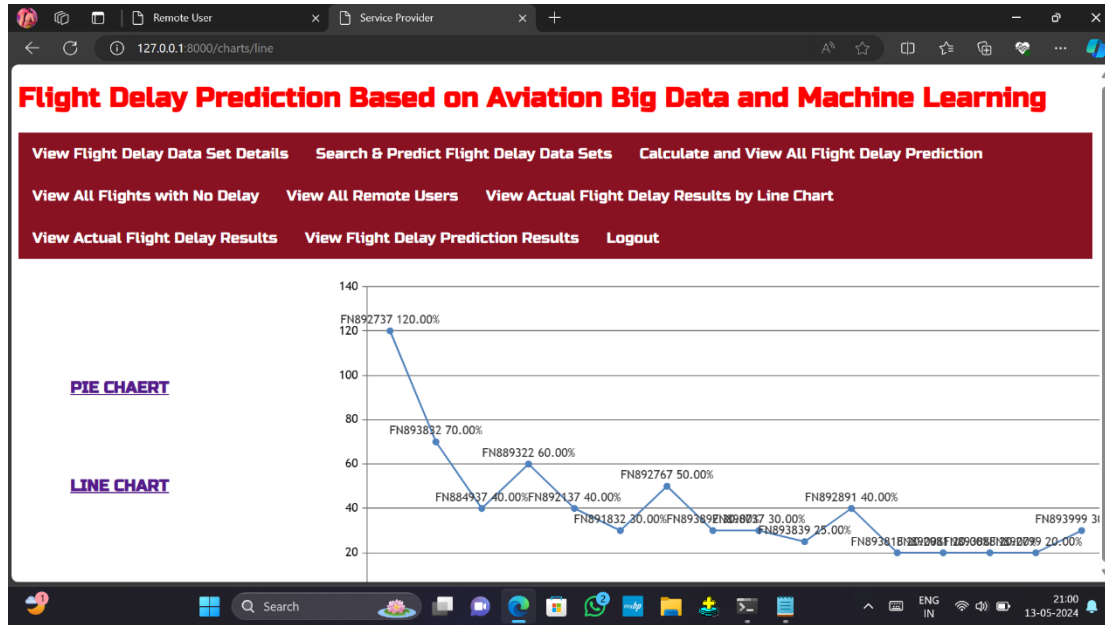 Remote User
Service Provider
127.0.0.1:8000/charts/line
Flight Delay Prediction Based on Aviation Big Data and Machine Learning
View Flight Delay Data Set Details Search & Predict Flight Delay Data Sets Calculate and View All Flight Delay Prediction
View All Flights with No Delay View All Remote Users View Actual Flight Delay Results by Line Chart
View Actual Flight Delay Results View Flight Delay Prediction Results Logout
PIE CHAERT
LINE CHART
140
120
100
80
60
40
20
FN892737 120.00%
FN893832 70.00%
FN884937 40.00%
FN889322 60.00%
FN892137 40.00%
FN891832 30.00%
FN892767 50.00%
FN893839 25.00%
FN892891 40.00%
FN893999 30
Search
ENG
IN
21:00
13-05-2024